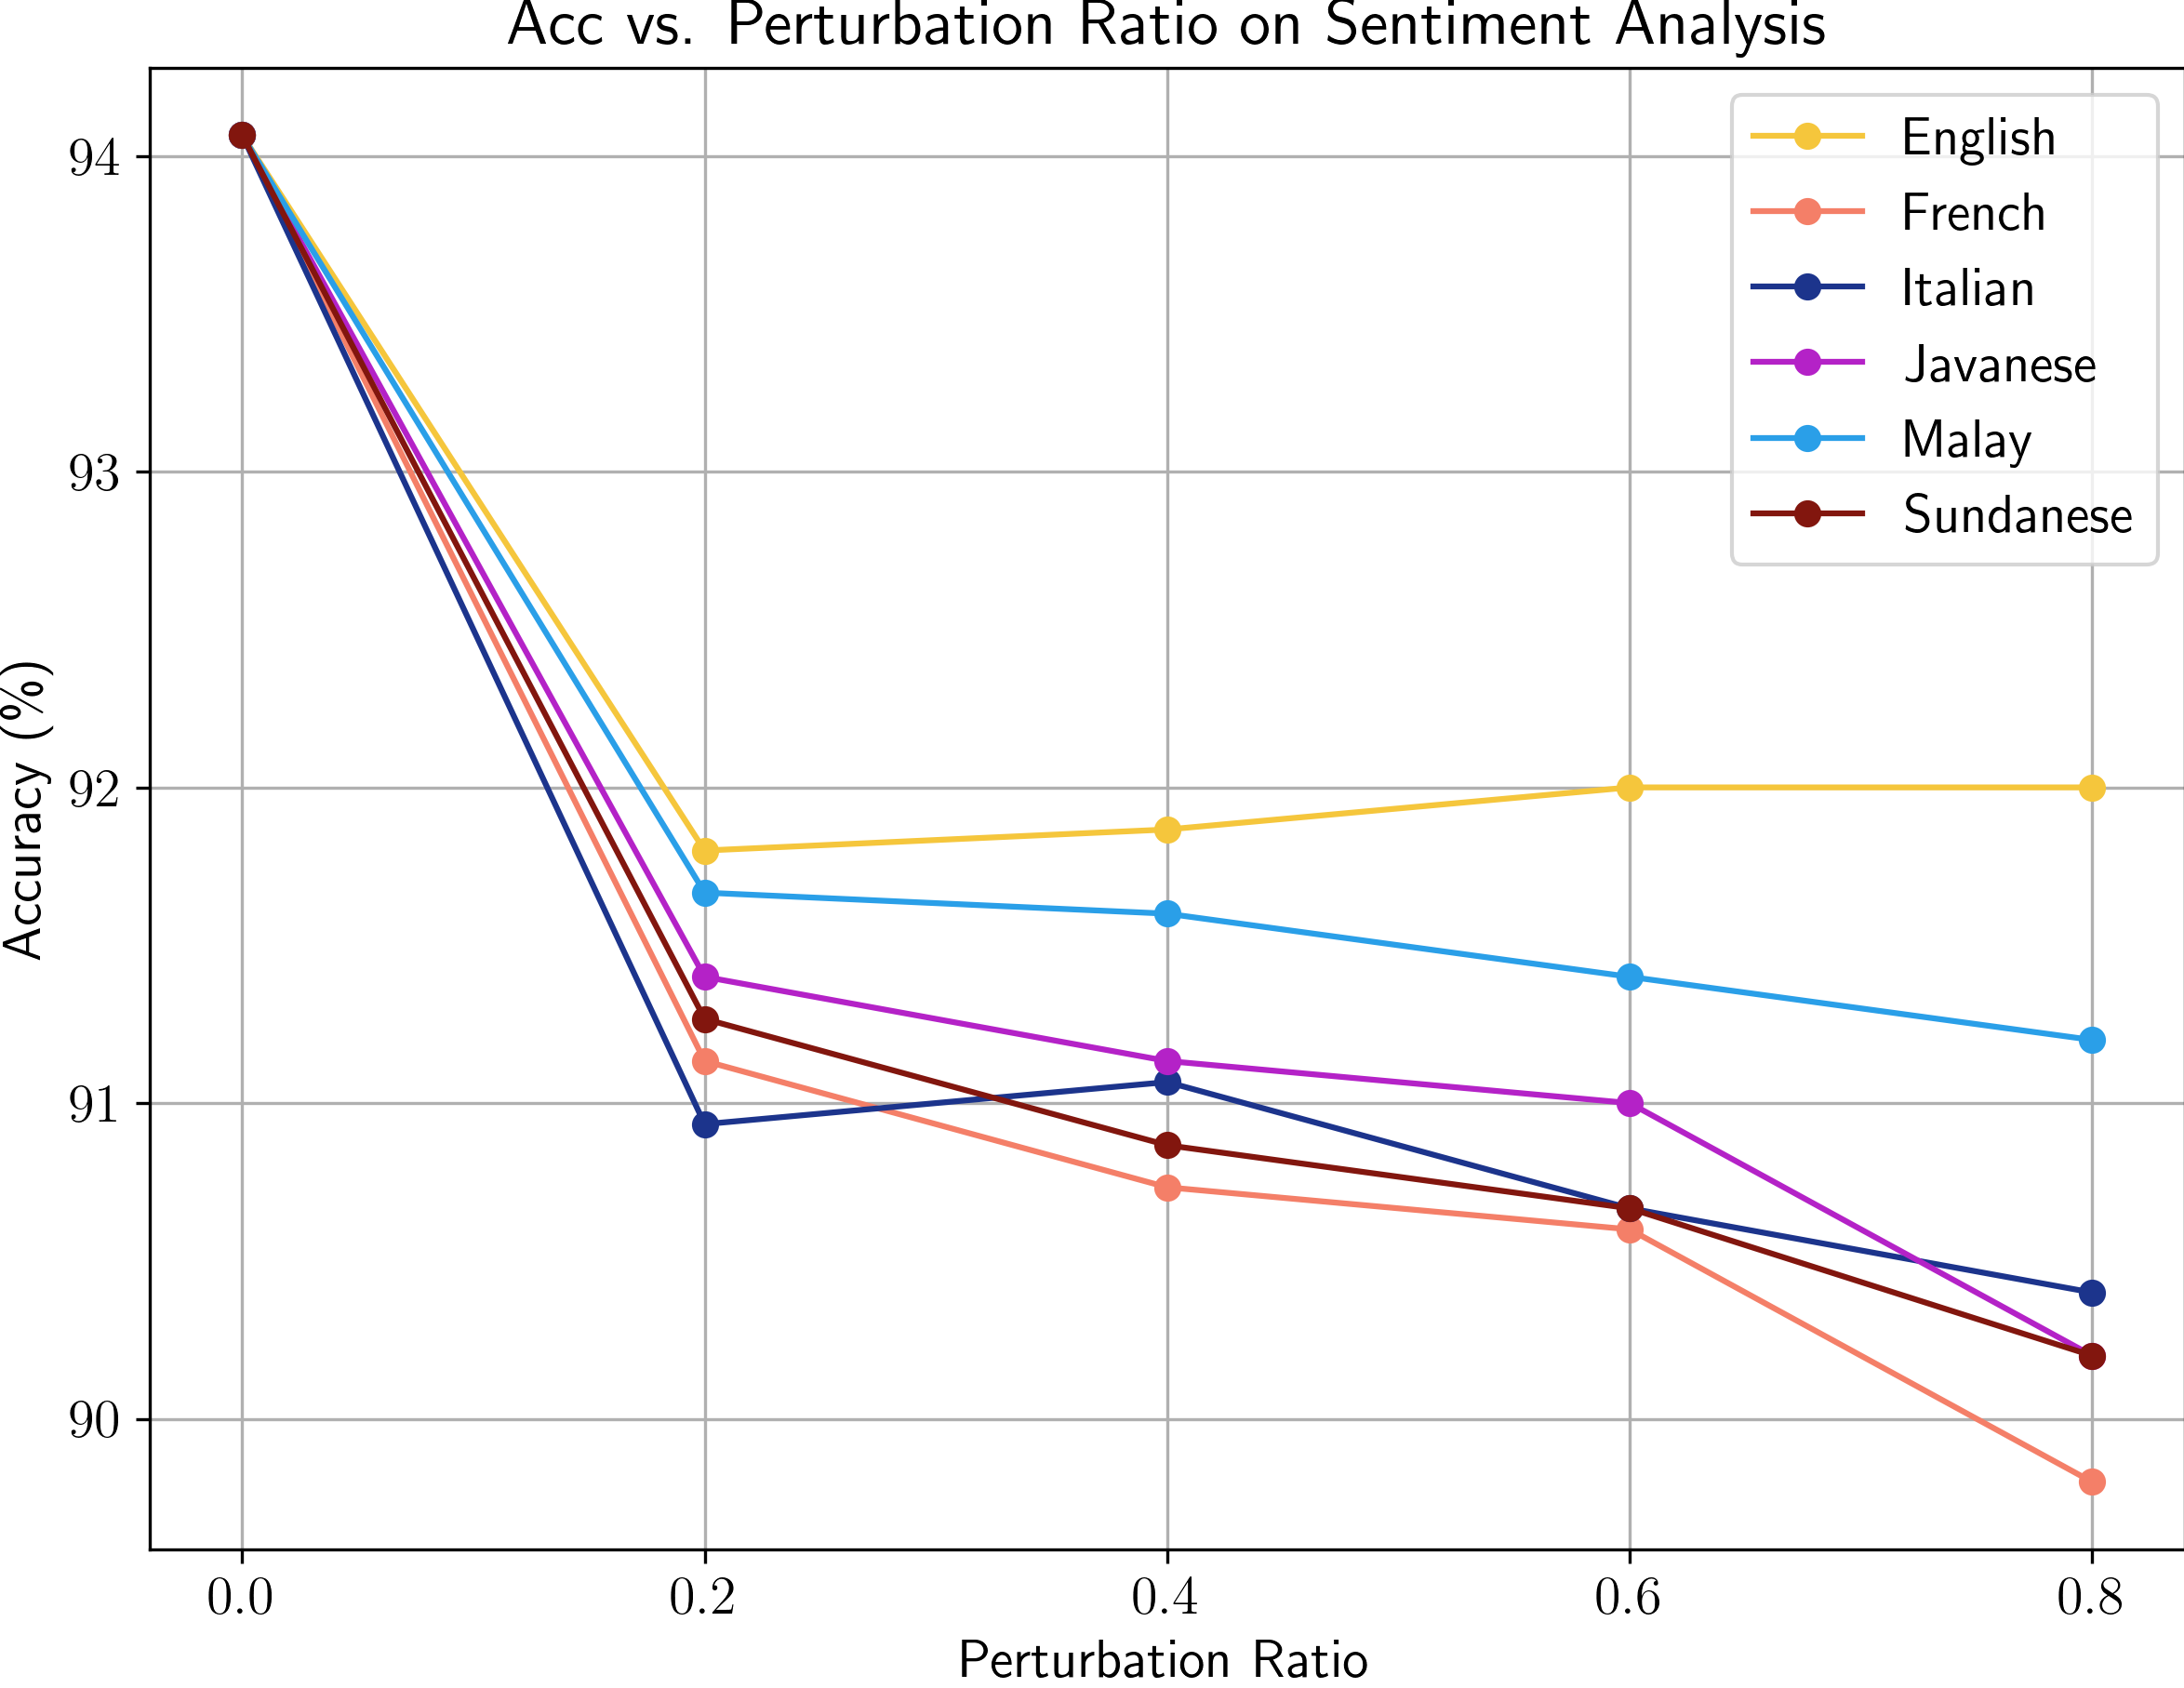 Acc vs. Perturbation Ratio on Sentiment Analysis
English
French
Italian
Javanese
Malay
Sundanese
Accuracy (%)
94
93
92
91
90
0.0 0.2 0.4 0.6 0.8
Perturbation Ratio